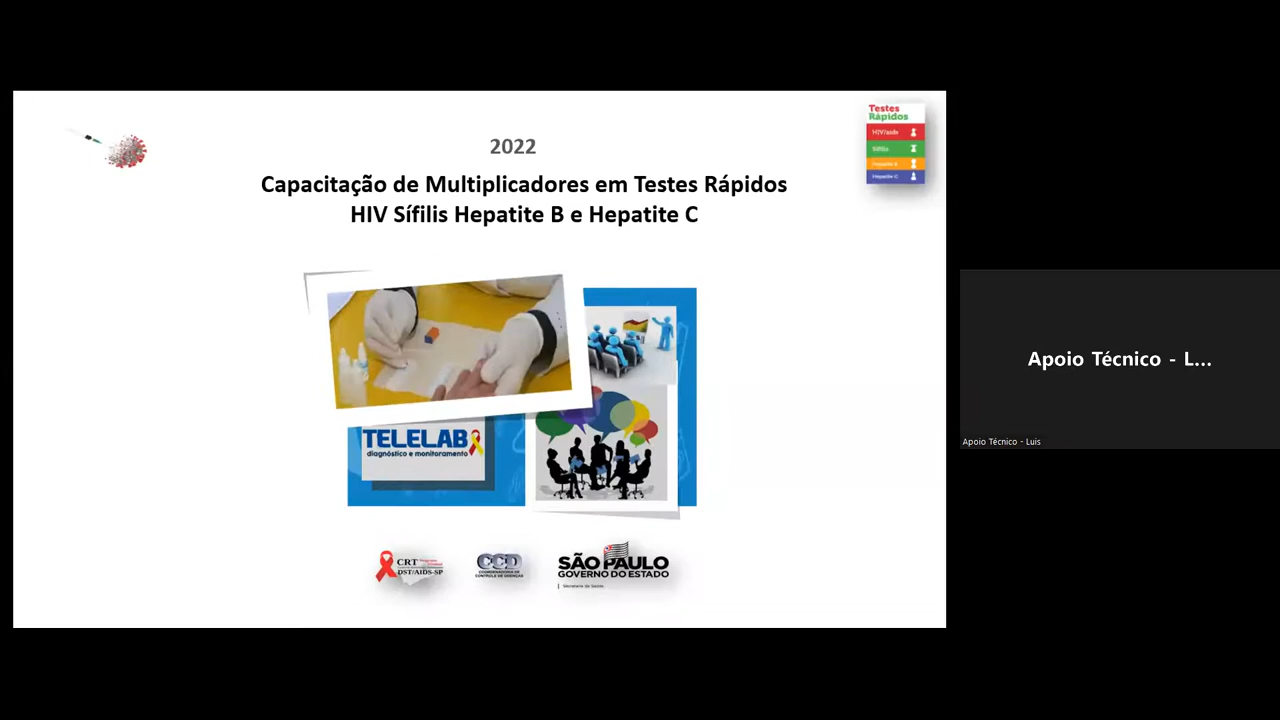 2022
Capacitação de Multiplicadores em Testes Rápidos
HIV Sífilis Hepatite B e Hepatite C
Testes
Rápidos
HIV/aids
Sífilis
Hepatite B
Hepatite C
TELELAB
diagnóstico e monitoramento
CRT
DST/AIDS-SP
CCD
COORDENADORIA DE
CONTROLE DE DOENÇAS
SÃO PAULO
GOVERNO DO ESTADO
Secretaria da Saúde
Apoio Técnico - L...
Apoio Técnico - Luis